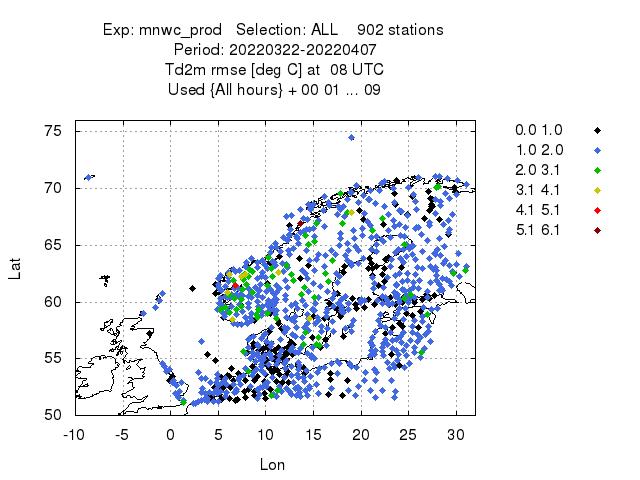 Exp: mnwc_prod   Selection: ALL    902 stations
Period: 20220322-20220407
Td2m rmse [deg C] at  08 UTC
Used {All hours} + 00 01 ... 09
0.0 1.0
1.0 2.0
2.0 3.1
3.1 4.1
4.1 5.1
5.1 6.1
75
70
65
60
55
50
Lat
-10 -5 0 5 10 15 20 25 30
Lon